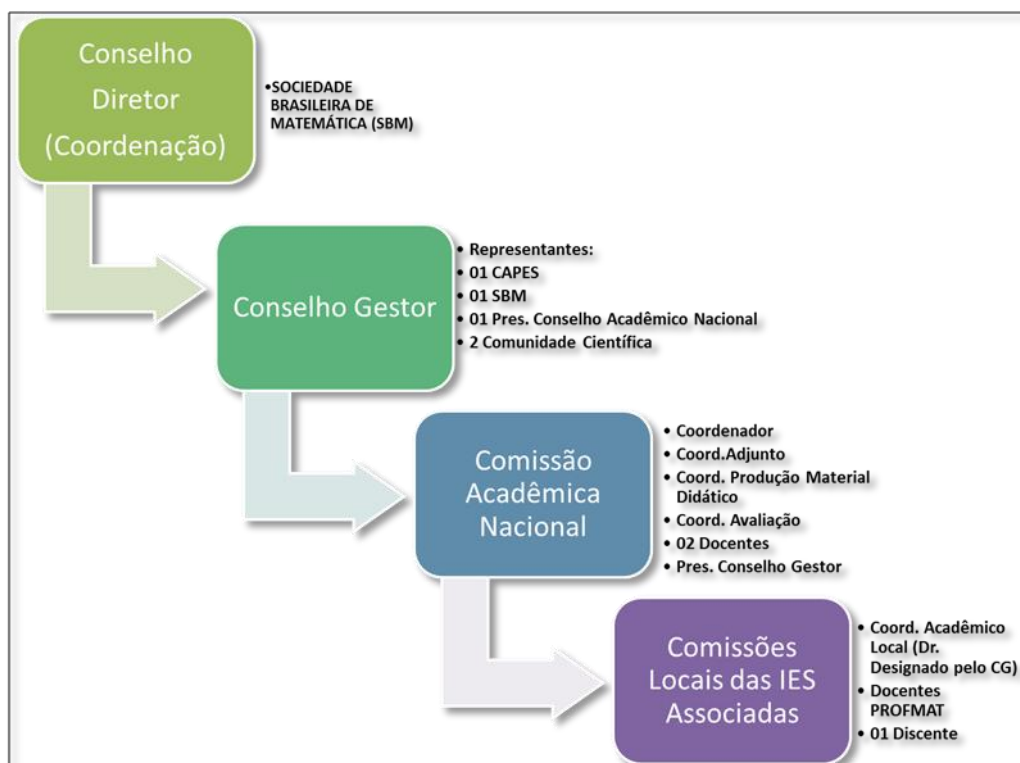 Conselho
Diretor
(Coordenação)
•SOCIEDADE
BRASILEIRA DE
MATEMÁTICA (SBM)
Conselho Gestor
• Representantes:
• 01 CAPES
• 01 SBM
• 01 Pres. Conselho Acadêmico Nacional
• 2 Comunidade Científica
Comissão
Acadêmica
Nacional
• Coordenador
• Coord.Adjunto
• Coord. Produção Material
Didático
• Coord. Avaliação
• 02 Docentes
• Pres. Conselho Gestor
Comissões
Locais das IES
Associadas
• Coord. Acadêmico
Local (Dr.
Designado pelo CG)
• Docentes
PROFMAT
• 01 Discente